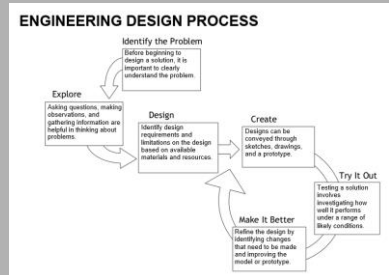 ENGINEERING DESIGN PROCESS
Identify the Problem
Before beginning to
design a solution, it is
important to clearly
understand the problem.
Explore
Asking questions, making
observations, and
gathering information are
helpful in thinking about
problems.
Design
Identify design
requirements and
limitations on the design
based on available
materials and resources.
Create
Designs can be
conveyed through
sketches, drawings,
and a prototype.
Try It Out
Testing a solution
involves
investigating how
well it performs
under a range of
likely conditions.
Make It Better
Refine the design by
identifying changes
that need to be made
and improving the
model or prototype.